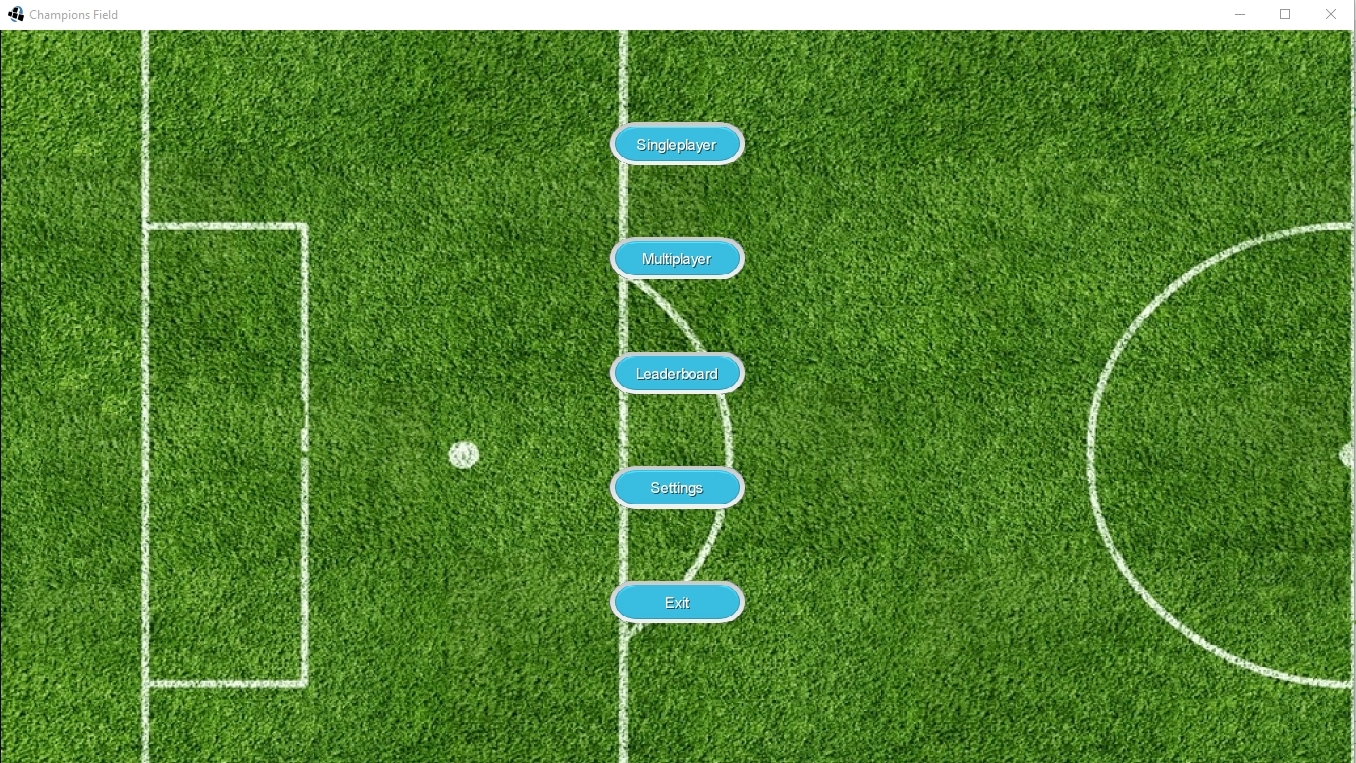 Champions Field
Singleplayer
Multiplayer
Leaderboard
Settings
Exit